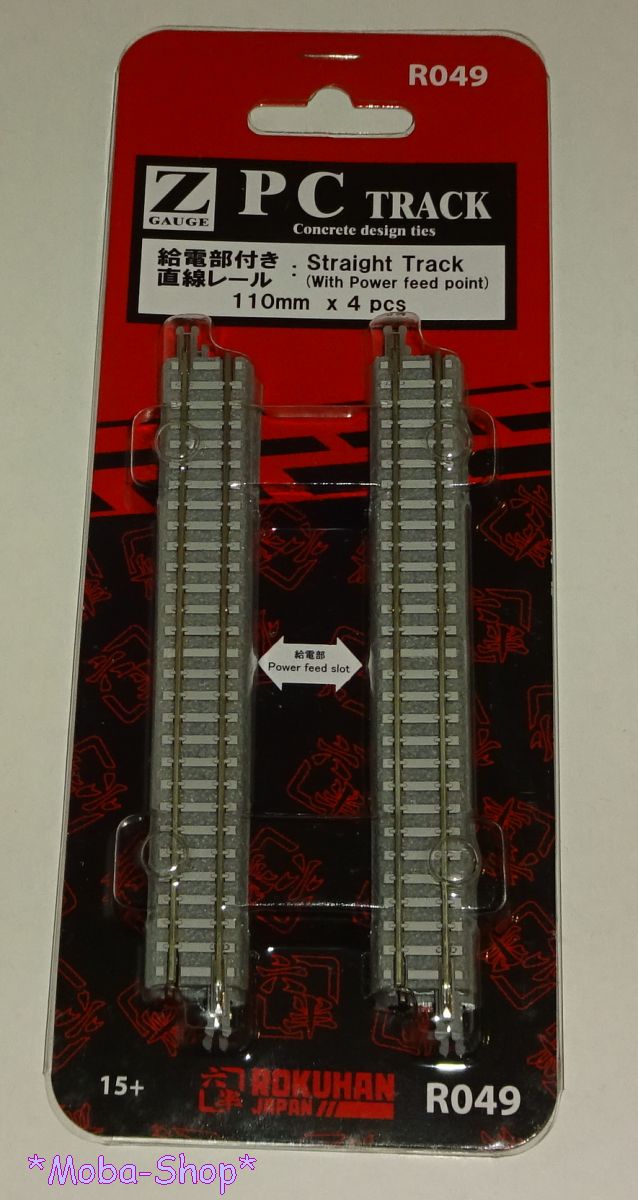 R049
Z
GAUGE
PC TRACK
Concrete design ties
給電部付き
直線レール
: Straight Track
(With Power feed point)
110mm x 4 pcs
給電部
Power feed slot
15+
六半
ROKUHAN
JAPAN
R049
*Moba-Shop*